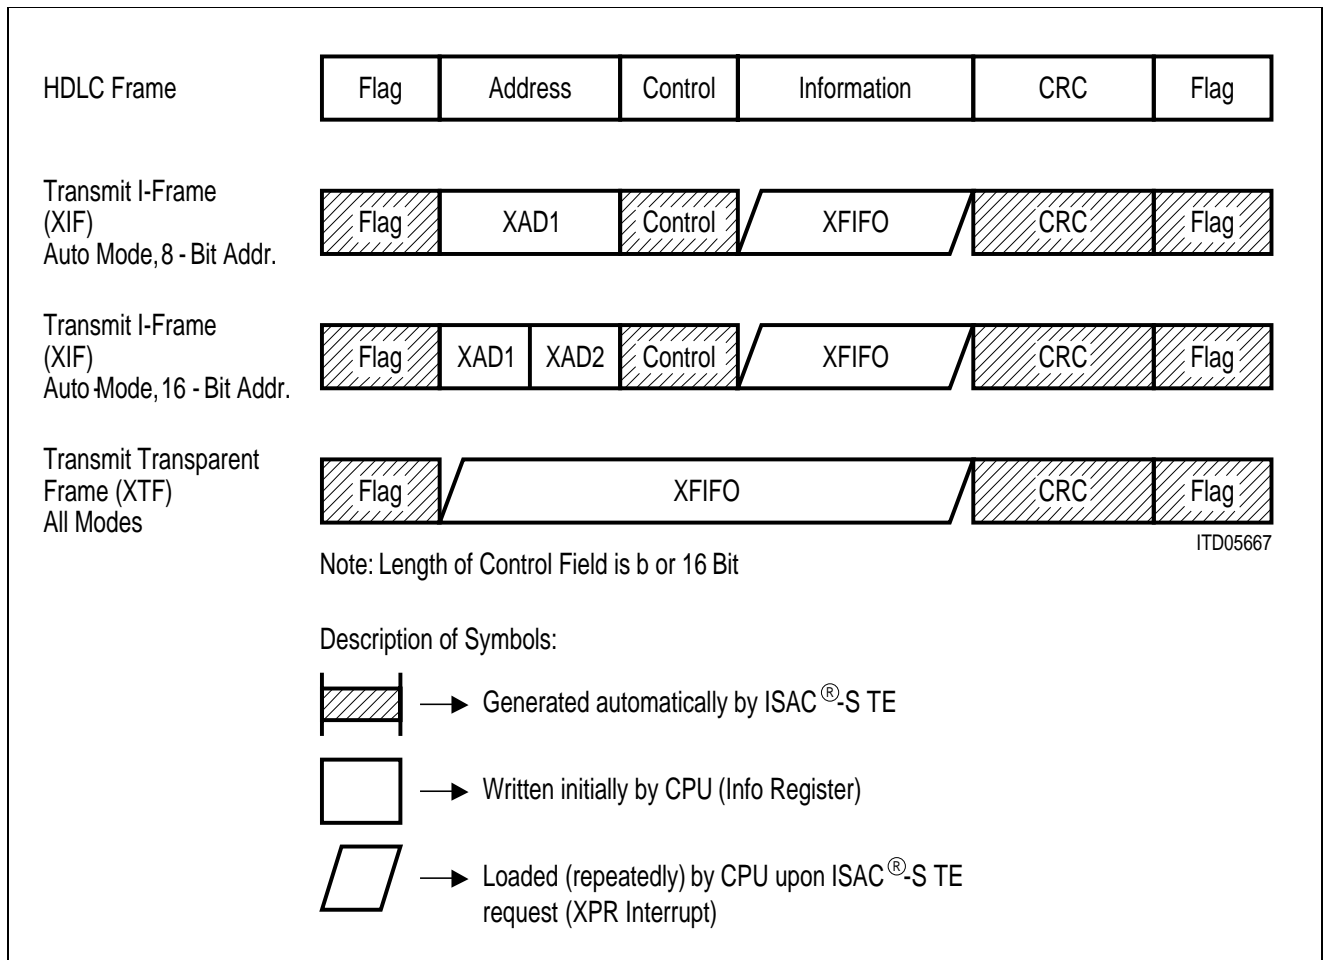 HDLC Frame Flag Address Control Information CRC Flag
Transmit I-Frame
(XIF)
Auto Mode, 8 - Bit Addr.
Flag XAD1 Control XFIFO CRC Flag
Transmit I-Frame
(XIF)
Auto-Mode, 16 - Bit Addr.
Flag XAD1 XAD2 Control XFIFO CRC Flag
Transmit Transparent
Frame (XTF)
All Modes
Flag XFIFO CRC Flag
ITD05667
Note: Length of Control Field is b or 16 Bit
Description of Symbols:
Generated automatically by ISAC®-S TE
Written initially by CPU (Info Register)
Loaded (repeatedly) by CPU upon ISAC®-S TE
request (XPR Interrupt)